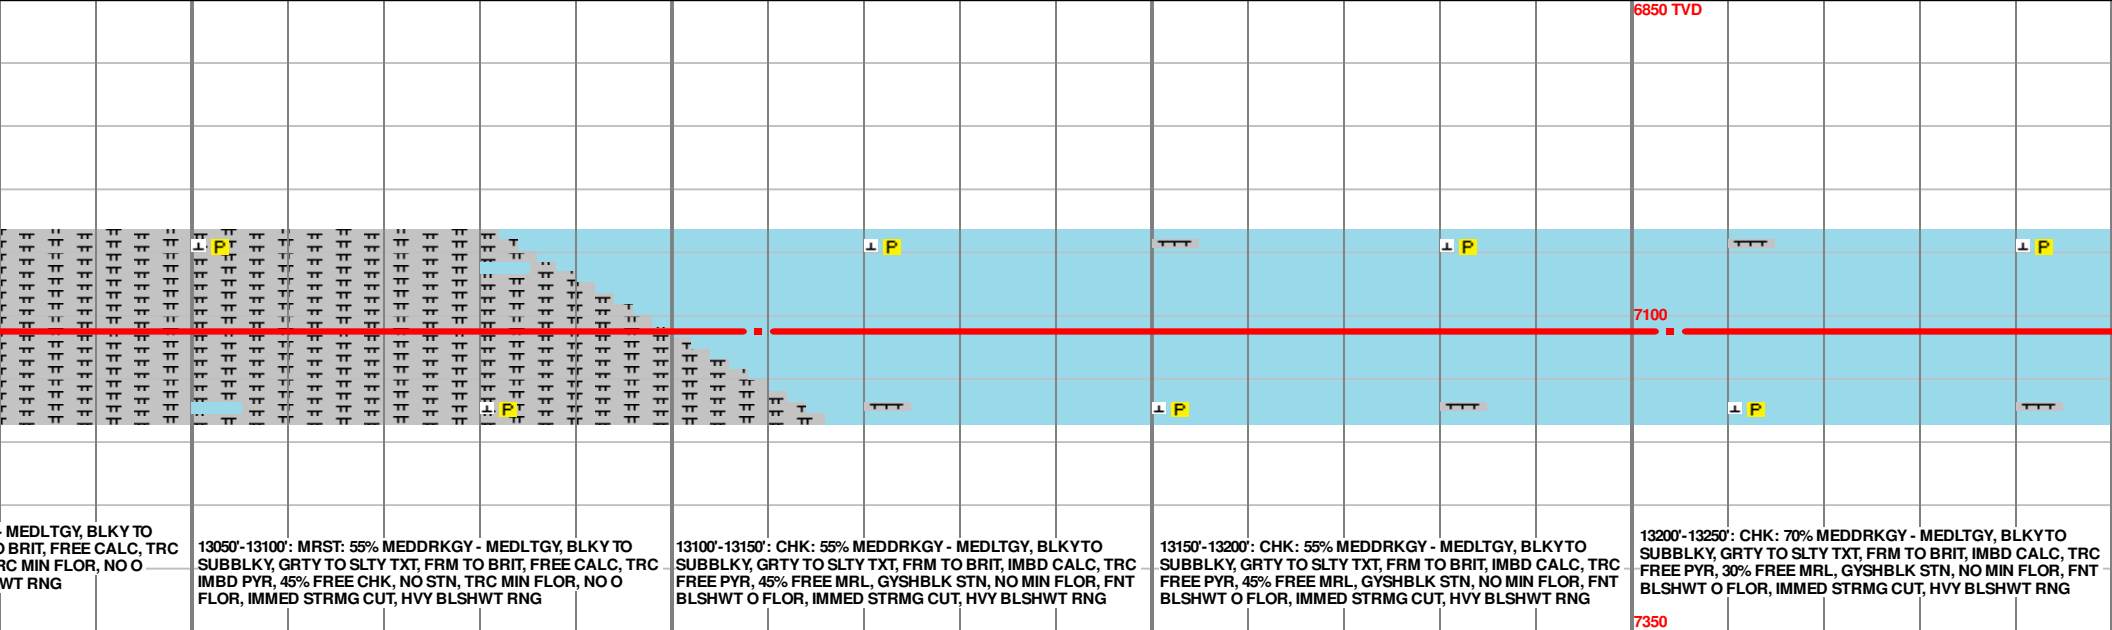 6850 TVD
P
P
P
P
P
7100
P
P
P
P
- MEDLTGY, BLKY TO
O BRIT, FREE CALC, TRC
RC MIN FLOR, NO O
WT RNG
13050'-13100': MRST: 55% MEDDRKGY - MEDLTGY, BLKY TO
SUBBLKY, GRTY TO SLTY TXT, FRM TO BRIT, FREE CALC, TRC
IMBD PYR, 45% FREE CHK, NO STN, TRC MIN FLOR, NO O
FLOR, IMMED STRMG CUT, HVY BLSHWT RNG
13100'-13150': CHK: 55% MEDDRKGY - MEDLTGY, BLKY TO
SUBBLKY, GRTY TO SLTY TXT, FRM TO BRIT, IMBD CALC, TRC
FREE PYR, 45% FREE MRL, GYSHBLK STN, NO MIN FLOR, FNT
BLSHWT O FLOR, IMMED STRMG CUT, HVY BLSHWT RNG
13150'-13200': CHK: 55% MEDDRKGY - MEDLTGY, BLKY TO
SUBBLKY, GRTY TO SLTY TXT, FRM TO BRIT, IMBD CALC, TRC
FREE PYR, 45% FREE MRL, GYSHBLK STN, NO MIN FLOR, FNT
BLSHWT O FLOR, IMMED STRMG CUT, HVY BLSHWT RNG
13200'-13250': CHK: 70% MEDDRKGY - MEDLTGY, BLKY TO
SUBBLKY, GRTY TO SLTY TXT, FRM TO BRIT, IMBD CALC, TRC
FREE PYR, 30% FREE MRL, GYSHBLK STN, NO MIN FLOR, FNT
BLSHWT O FLOR, IMMED STRMG CUT, HVY BLSHWT RNG
7350